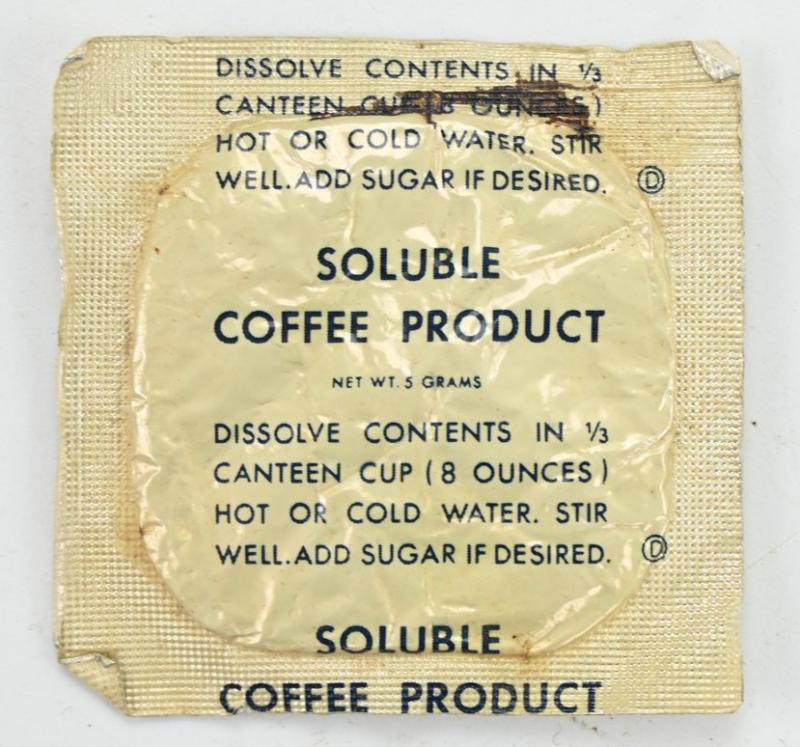 DISSOLVE CONTENTS IN ⅓
CANTEEN CUP (8 OUNCES)
HOT OR COLD WATER. STIR
WELL. ADD SUGAR IF DESIRED. Ⓓ
SOLUBLE
COFFEE PRODUCT
NET WT. 5 GRAMS
DISSOLVE CONTENTS IN ⅓
CANTEEN CUP (8 OUNCES)
HOT OR COLD WATER. STIR
WELL. ADD SUGAR IF DESIRED. Ⓓ
SOLUBLE
COFFEE PRODUCT